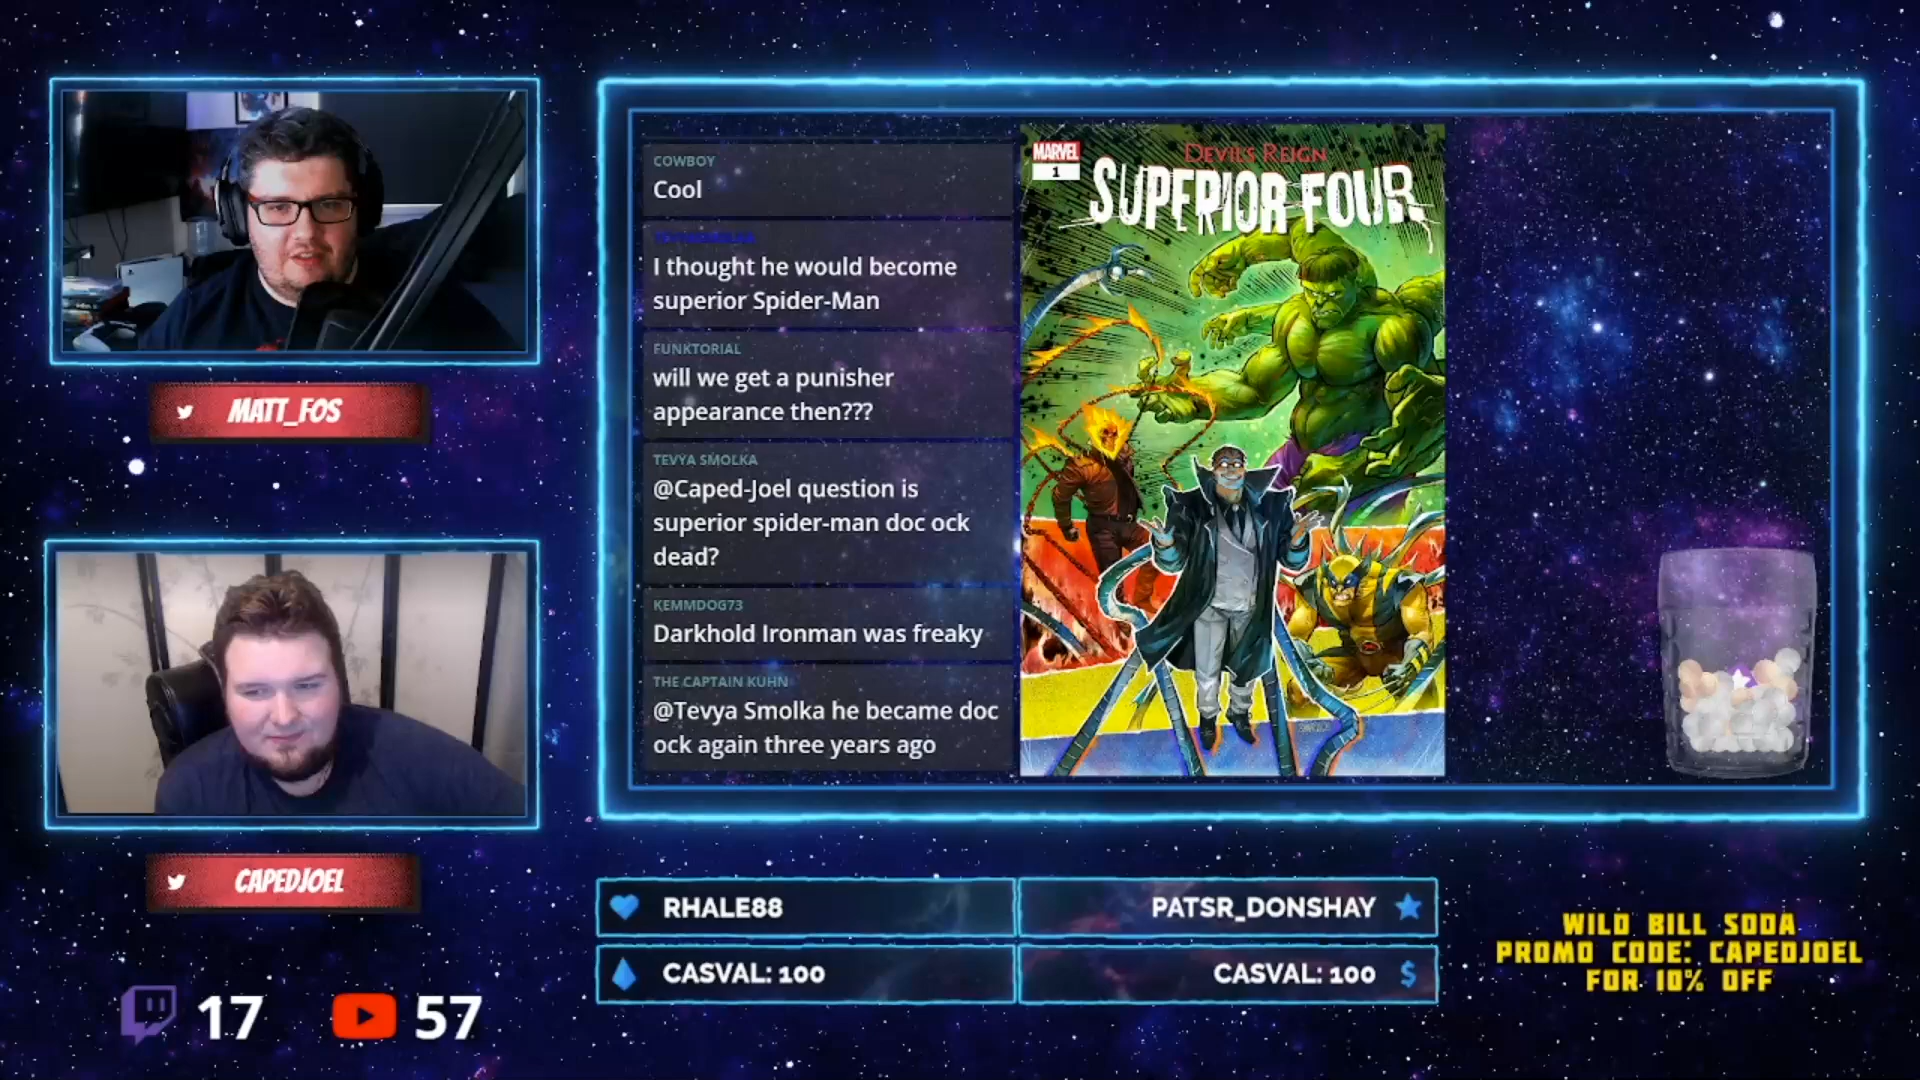 COWBOY
Cool
I thought he would become
superior Spider-Man
FUNKTORIAL
will we get a punisher
appearance then???
TEVYA SMOLKA
@Caped-Joel question is
superior spider-man doc ock
dead?
KEMMDOG73
Darkhold Ironman was freaky
THE CAPTAIN KUHN
@Tevya Smolka he became doc
ock again three years ago
MARVEL
1
DEVIL'S REIGN
SUPERIOR FOUR
MATT_FOS
CAPEDJOEL
17
57
RHALE88
PATSR_DONSHAY
CASVAL: 100
CASVAL: 100 $
WILD BILL SODA
PROMO CODE: CAPEDJOEL
FOR 10% OFF